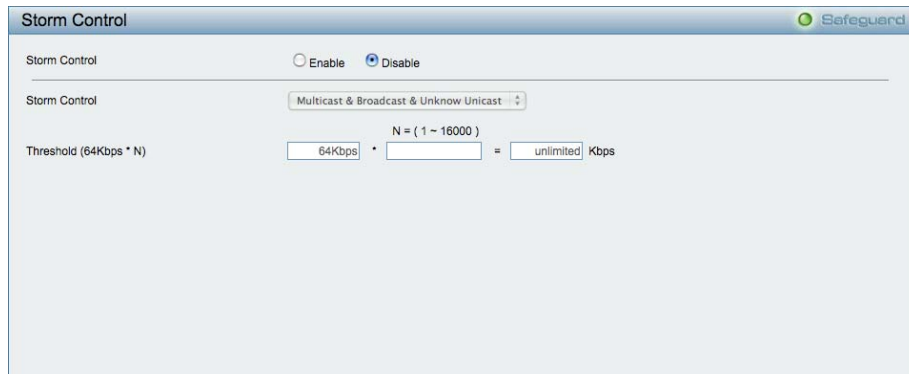 Storm Control
Safeguard
Storm Control Enable Disable
Storm Control Multicast & Broadcast & Unknow Unicast
N = ( 1 ~ 16000 )
Threshold (64Kbps * N) 64Kbps * = unlimited Kbps